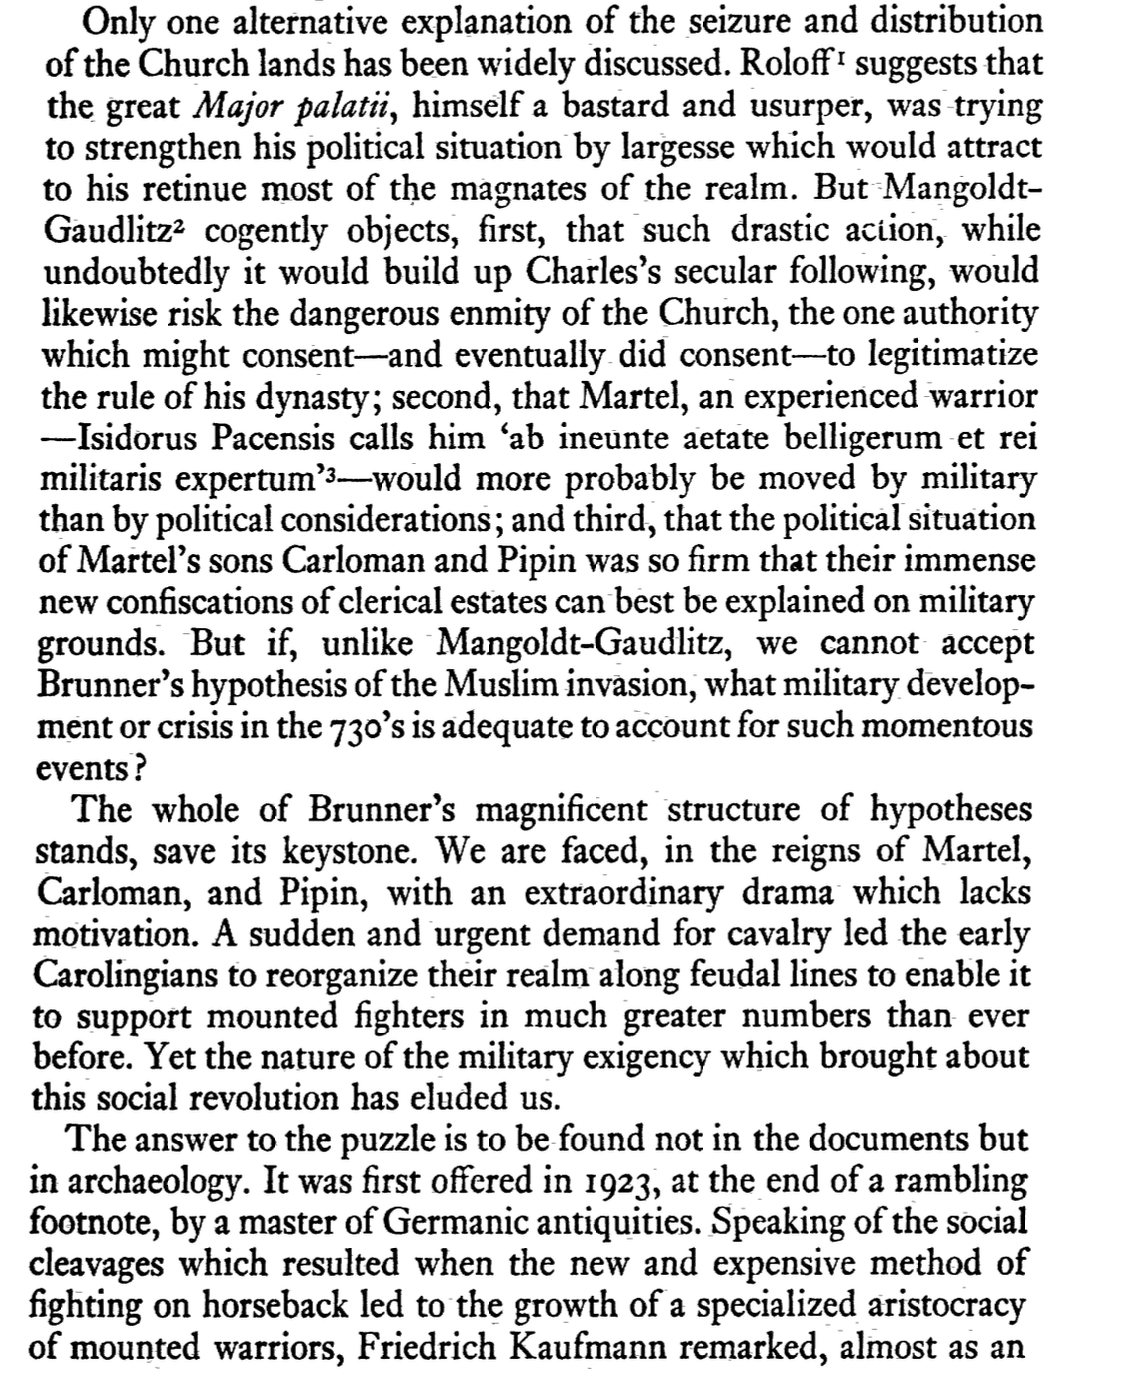 Only one alternative explanation of the seizure and distribution
of the Church lands has been widely discussed. Roloff¹ suggests that
the great Major palatii, himself a bastard and usurper, was trying
to strengthen his political situation by largesse which would attract
to his retinue most of the magnates of the realm. But Mangoldt-
Gaudlitz² cogently objects, first, that such drastic action, while
undoubtedly it would build up Charles's secular following, would
likewise risk the dangerous enmity of the Church, the one authority
which might consent—and eventually did consent—to legitimatize
the rule of his dynasty; second, that Martel, an experienced warrior
—Isidorus Pacensis calls him ‘ab ineunte aetate belligerum et rei
militaris expertum’³—would more probably be moved by military
than by political considerations; and third, that the political situation
of Martel's sons Carloman and Pipin was so firm that their immense
new confiscations of clerical estates can best be explained on military
grounds. But if, unlike Mangoldt-Gaudlitz, we cannot accept
Brunner's hypothesis of the Muslim invasion, what military develop-
ment or crisis in the 730's is adequate to account for such momentous
events?
The whole of Brunner's magnificent structure of hypotheses
stands, save its keystone. We are faced, in the reigns of Martel,
Carloman, and Pipin, with an extraordinary drama which lacks
motivation. A sudden and urgent demand for cavalry led the early
Carolingians to reorganize their realm along feudal lines to enable it
to support mounted fighters in much greater numbers than ever
before. Yet the nature of the military exigency which brought about
this social revolution has eluded us.
The answer to the puzzle is to be found not in the documents but
in archaeology. It was first offered in 1923, at the end of a rambling
footnote, by a master of Germanic antiquities. Speaking of the social
cleavages which resulted when the new and expensive method of
fighting on horseback led to the growth of a specialized aristocracy
of mounted warriors, Friedrich Kaufmann remarked, almost as an